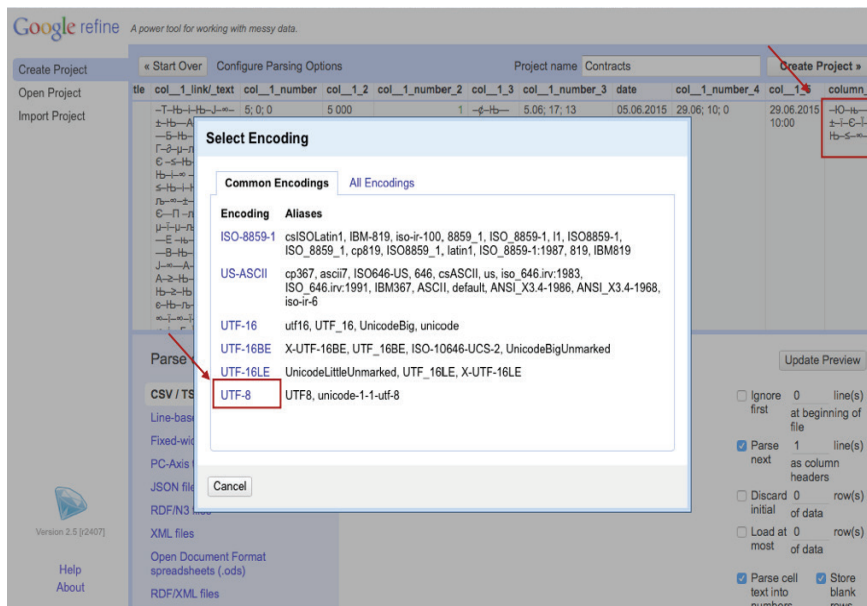 Google refine A power tool for working with messy data.
Create Project
Open Project
Import Project
« Start Over Configure Parsing Options Project name Contracts Create Project »
tle col__1_link/_text col__1_number col__1_2 col__1_number_2 col__1_3 col__1_number_3 date col__1_number_4 column_
5; 0; 0 5 000 1 5.06; 17; 13 05.06.2015 29.06; 10; 0 29.06.2015
10:00
Select Encoding
Common Encodings All Encodings
Encoding Aliases
ISO-8859-1 csISOLatin1, IBM-819, iso-ir-100, 8859_1, ISO_8859-1, l1, ISO8859-1,
ISO_8859_1, cp819, ISO8859_1, latin1, ISO_8859-1:1987, 819, IBM819
US-ASCII cp367, ascii7, ISO646-US, 646, csASCII, us, iso_646.irv:1983,
ISO_646.irv:1991, IBM367, ASCII, default, ANSI_X3.4-1986, ANSI_X3.4-1968,
iso-ir-6
UTF-16 utf16, UTF_16, UnicodeBig, unicode
UTF-16BE X-UTF-16BE, UTF_16BE, ISO-10646-UCS-2, UnicodeBigUnmarked
UTF-16LE UnicodeLittleUnmarked, UTF_16LE, X-UTF-16LE
UTF-8 UTF8, unicode-1-1-utf-8
Cancel
Parse
Update Preview
CSV / TS
Line-base
Fixed-wid
PC-Axis
JSON file
RDF/N3 files
XML files
Open Document Format
spreadsheets (.ods)
RDF/XML files
Ignore 0 line(s)
first at beginning of
file
Parse 1 line(s)
next as column
headers
Discard 0 row(s)
initial of data
Load at 0 row(s)
most of data
Parse cell Store
text into blank
numbers rows
Version 2.5 [r2407]
Help
About